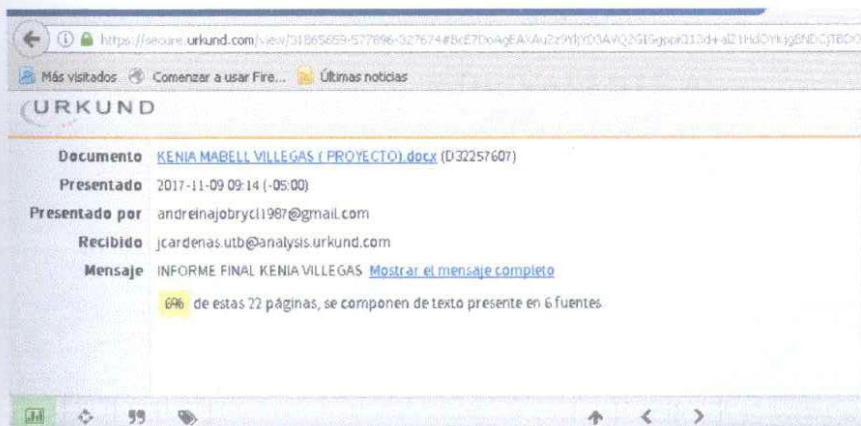 https://secure.urkund.com/view/31865659-577896-327674#
Más visitados Comenzar a usar Fire... Últimas noticias
URKUND
Documento KENIA MABELL VILLEGAS ( PROYECTO).docx (D32257607)
Presentado 2017-11-09 09:14 (-05:00)
Presentado por andreinajobrycl1987@gmail.com
Recibido jcardenas.utb@analysis.urkund.com
Mensaje INFORME FINAL KENIA VILLEGAS Mostrar el mensaje completo
6% de estas 22 páginas, se componen de texto presente en 6 fuentes.